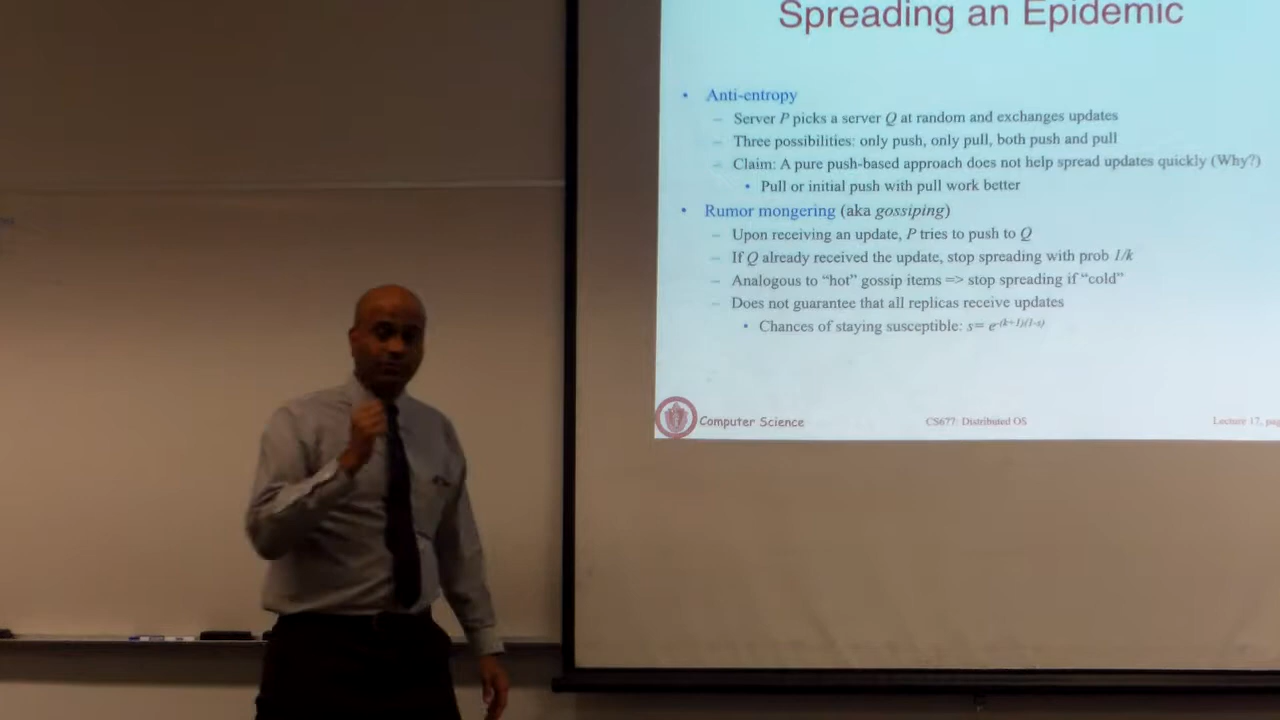 Spreading an Epidemic
• Anti-entropy
– Server P picks a server Q at random and exchanges updates
– Three possibilities: only push, only pull, both push and pull
– Claim: A pure push-based approach does not help spread updates quickly (Why?)
• Pull or initial push with pull work better
• Rumor mongering (aka gossiping)
– Upon receiving an update, P tries to push to Q
– If Q already received the update, stop spreading with prob 1/k
– Analogous to “hot” gossip items => stop spreading if “cold”
– Does not guarantee that all replicas receive updates
• Chances of staying susceptible: s= e-(k+1)(1-s)
Computer Science
CS677: Distributed OS
Lecture 17, pag